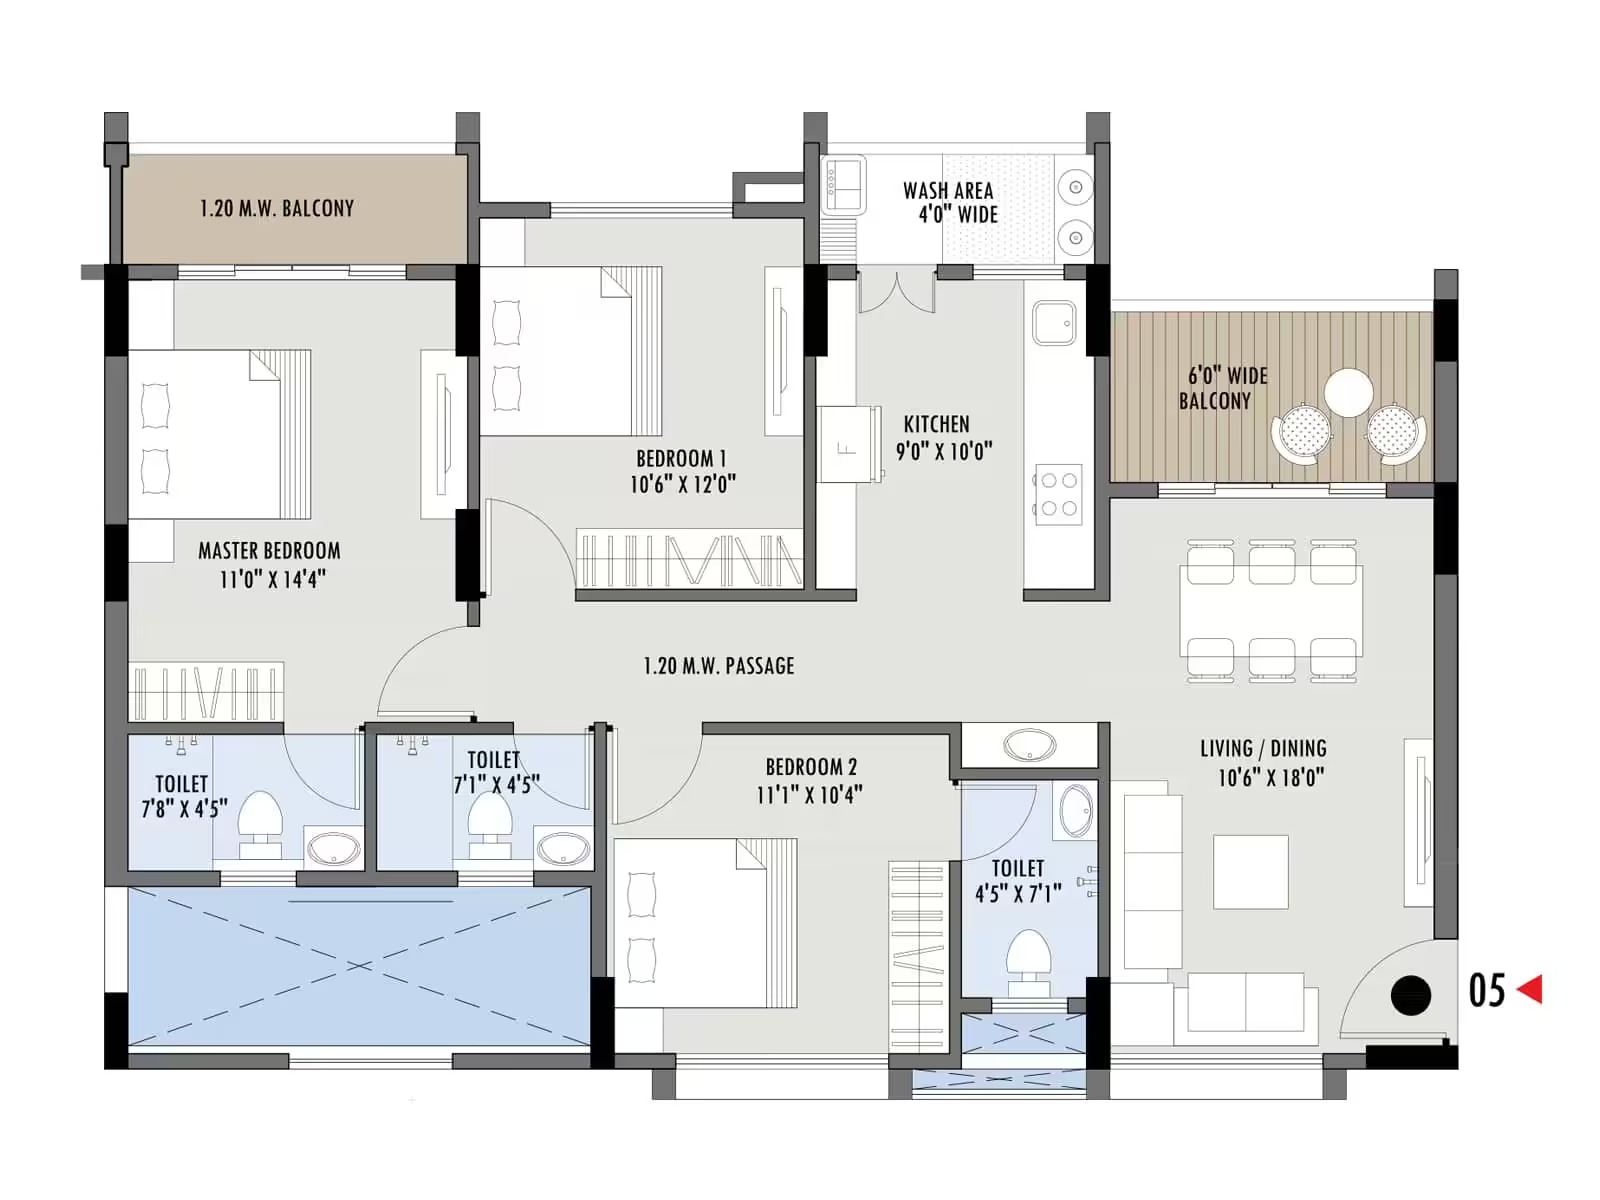 1.20 M.W. BALCONY
WASH AREA
4'0" WIDE
6'0" WIDE
BALCONY
KITCHEN
9'0" X 10'0"
F
BEDROOM 1
10'6" X 12'0"
MASTER BEDROOM
11'0" X 14'4"
1.20 M.W. PASSAGE
LIVING / DINING
10'6" X 18'0"
TOILET
7'8" X 4'5"
TOILET
7'1" X 4'5"
BEDROOM 2
11'1" X 10'4"
TOILET
4'5" X 7'1"
05